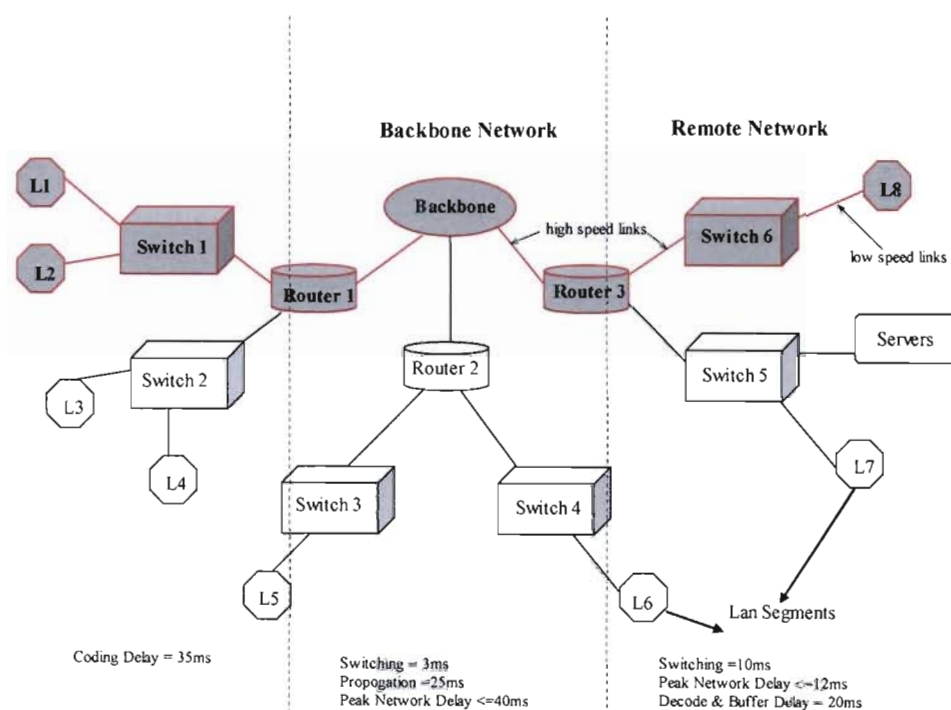 Backbone Network
Remote Network
L1
L8
Backbone
Switch 1
high speed links
Switch 6
L2
low speed links
Router 1
Router 3
Servers
Switch 2
Router 2
Switch 5
L3
L4
L7
Switch 3
Switch 4
L5
L6
Lan Segments
Coding Delay = 35ms
Switching = 3ms
Propogation =25ms
Peak Network Delay <=40ms
Switching =10ms
Peak Network Delay <=12ms
Decode & Buffer Delay = 20ms